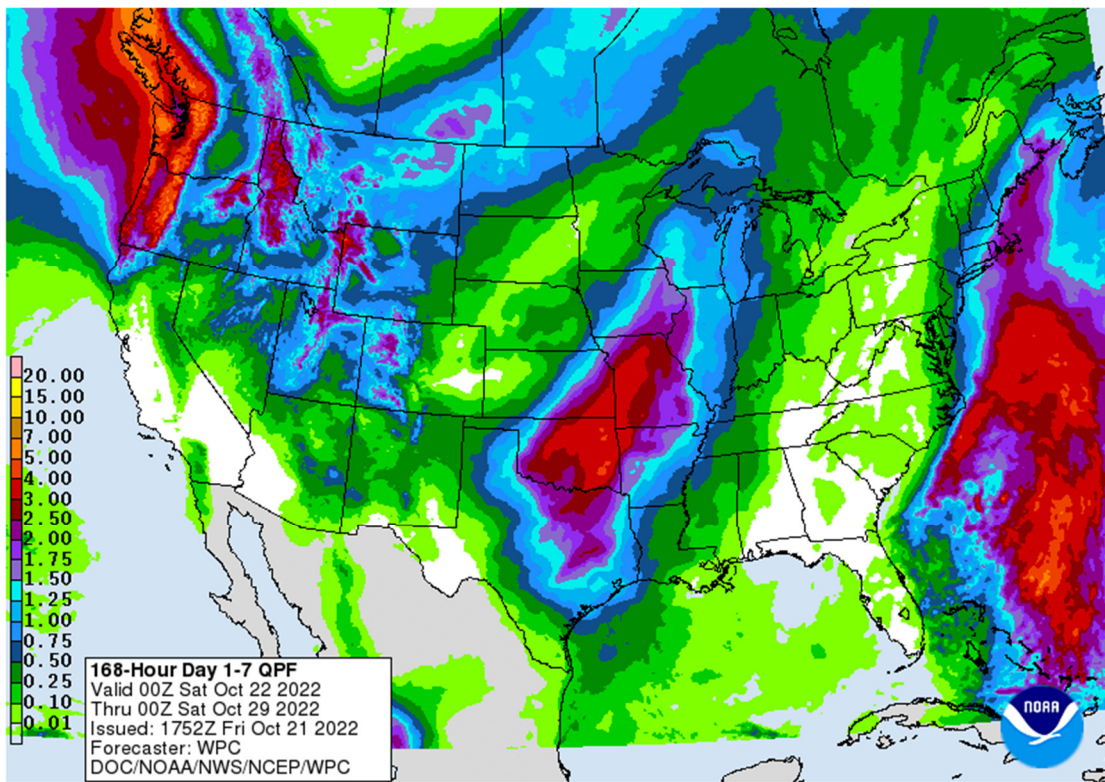 20.00
15.00
10.00
7.00
5.00
4.00
3.00
2.50
2.00
1.75
1.50
1.25
1.00
0.75
0.50
0.25
0.10
0.01
168-Hour Day 1-7 QPF
Valid 00Z Sat Oct 22 2022
Thru 00Z Sat Oct 29 2022
Issued: 1752Z Fri Oct 21 2022
Forecaster: WPC
DOC/NOAA/NWS/NCEP/WPC
NOAA